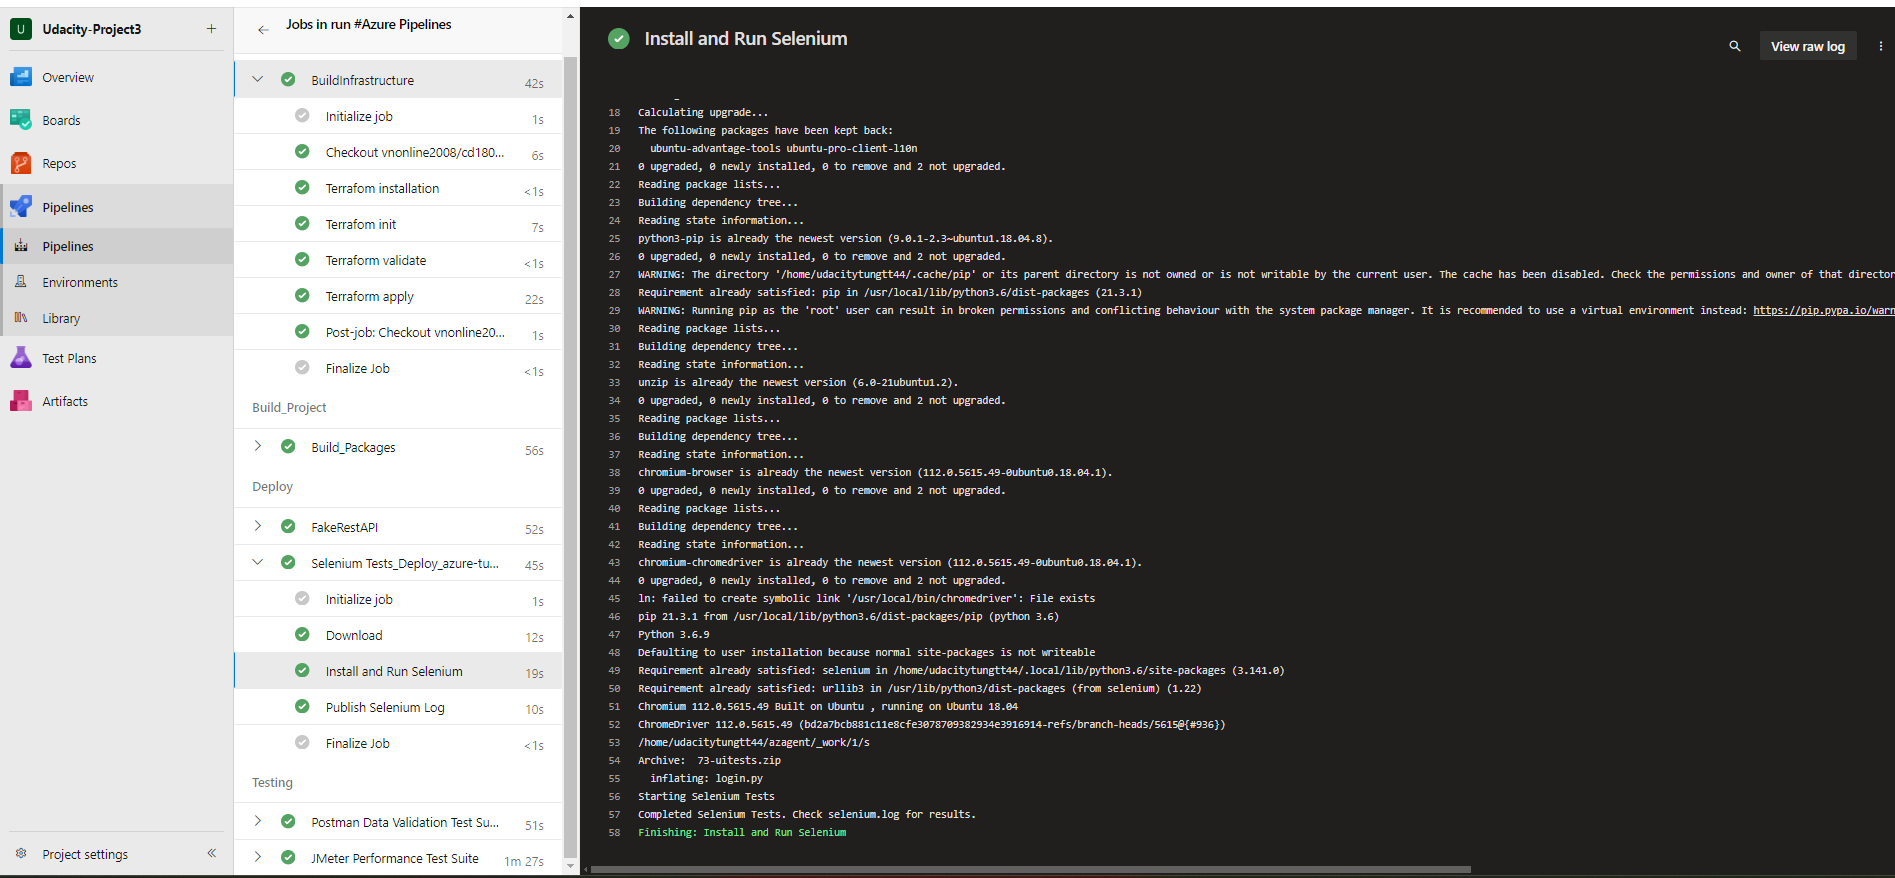 U Udacity-Project3 +
Overview
Boards
Repos
Pipelines
Pipelines
Environments
Library
Test Plans
Artifacts
Project settings
Jobs in run #Azure Pipelines
BuildInfrastructure 42s
Initialize job 1s
Checkout vnonline2008/cd180... 6s
Terrafom installation <1s
Terrafom init 7s
Terraform validate <1s
Terraform apply 22s
Post-job: Checkout vnonline20... 1s
Finalize Job <1s
Build_Project
Build_Packages 56s
Deploy
FakeRestAPI 52s
Selenium Tests_Deploy_azure-tu... 45s
Initialize job 1s
Download 12s
Install and Run Selenium 19s
Publish Selenium Log 10s
Finalize Job <1s
Testing
Postman Data Validation Test Su... 51s
JMeter Performance Test Suite 1m 27s
Install and Run Selenium
View raw log
18 Calculating upgrade...
19 The following packages have been kept back:
20 ubuntu-advantage-tools ubuntu-pro-client-l10n
21 0 upgraded, 0 newly installed, 0 to remove and 2 not upgraded.
22 Reading package lists...
23 Building dependency tree...
24 Reading state information...
25 python3-pip is already the newest version (9.0.1-2.3~ubuntu1.18.04.8).
26 0 upgraded, 0 newly installed, 0 to remove and 2 not upgraded.
27 WARNING: The directory '/home/udacitytungtt44/.cache/pip' or its parent directory is not owned or is not writable by the current user. The cache has been disabled. Check the permissions and owner of that director
28 Requirement already satisfied: pip in /usr/local/lib/python3.6/dist-packages (21.3.1)
29 WARNING: Running pip as the 'root' user can result in broken permissions and conflicting behaviour with the system package manager. It is recommended to use a virtual environment instead: https://pip.pypa.io/warn
30 Reading package lists...
31 Building dependency tree...
32 Reading state information...
33 unzip is already the newest version (6.0-21ubuntu1.2).
34 0 upgraded, 0 newly installed, 0 to remove and 2 not upgraded.
35 Reading package lists...
36 Building dependency tree...
37 Reading state information...
38 chromium-browser is already the newest version (112.0.5615.49-0ubuntu0.18.04.1).
39 0 upgraded, 0 newly installed, 0 to remove and 2 not upgraded.
40 Reading package lists...
41 Building dependency tree...
42 Reading state information...
43 chromium-chromedriver is already the newest version (112.0.5615.49-0ubuntu0.18.04.1).
44 0 upgraded, 0 newly installed, 0 to remove and 2 not upgraded.
45 ln: failed to create symbolic link '/usr/local/bin/chromedriver': File exists
46 pip 21.3.1 from /usr/local/lib/python3.6/dist-packages/pip (python 3.6)
47 Python 3.6.9
48 Defaulting to user installation because normal site-packages is not writeable
49 Requirement already satisfied: selenium in /home/udacitytungtt44/.local/lib/python3.6/site-packages (3.141.0)
50 Requirement already satisfied: urllib3 in /usr/lib/python3/dist-packages (from selenium) (1.22)
51 Chromium 112.0.5615.49 Built on Ubuntu , running on Ubuntu 18.04
52 ChromeDriver 112.0.5615.49 (bd2a7bcb881c11e8cfe3078709382934e3916914-refs/branch-heads/5615@{#936})
53 /home/udacitytungtt44/azagent/_work/1/s
54 Archive:  73-uitests.zip
55 inflating: login.py
56 Starting Selenium Tests
57 Completed Selenium Tests. Check selenium.log for results.
58 Finishing: Install and Run Selenium